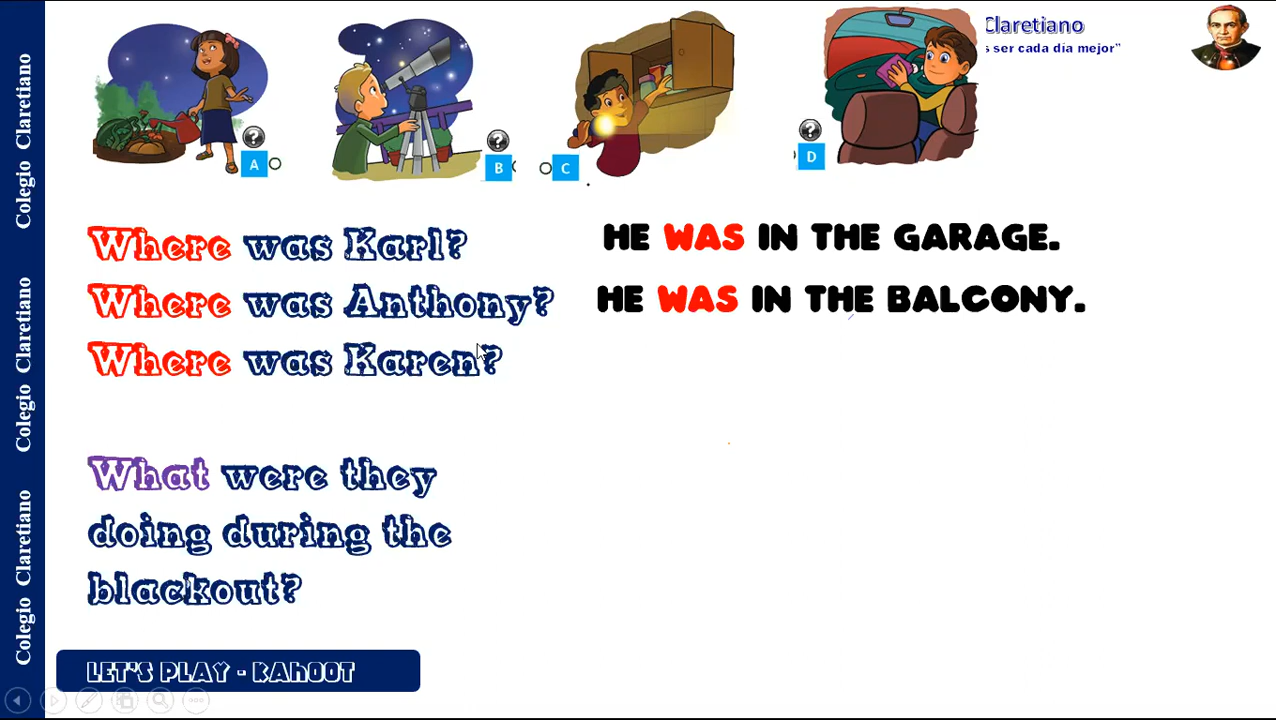 Claretiano
s ser cada día mejor”
A
B
C
D
Where was Karl?
HE WAS IN THE GARAGE.
Where was Anthony?
HE WAS IN THE BALCONY.
Where was Karen?
What were they
doing during the
blackout?
LET'S PLAY - KAHOOT
Colegio Claretiano
Colegio Claretiano
Colegio Claretiano